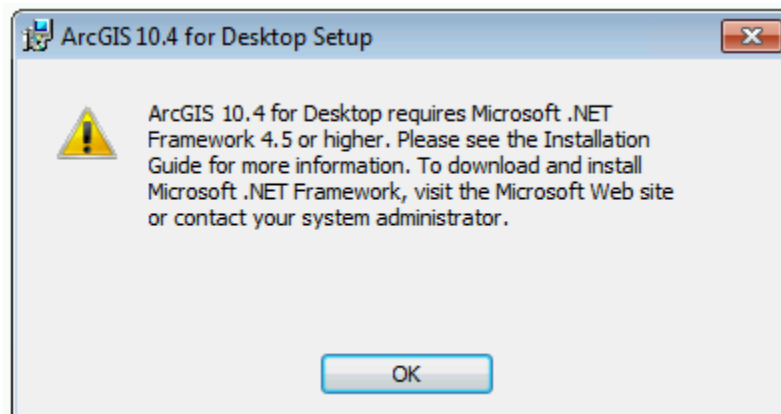 ArcGIS 10.4 for Desktop Setup
ArcGIS 10.4 for Desktop requires Microsoft .NET
Framework 4.5 or higher. Please see the Installation
Guide for more information. To download and install
Microsoft .NET Framework, visit the Microsoft Web site
or contact your system administrator.
OK